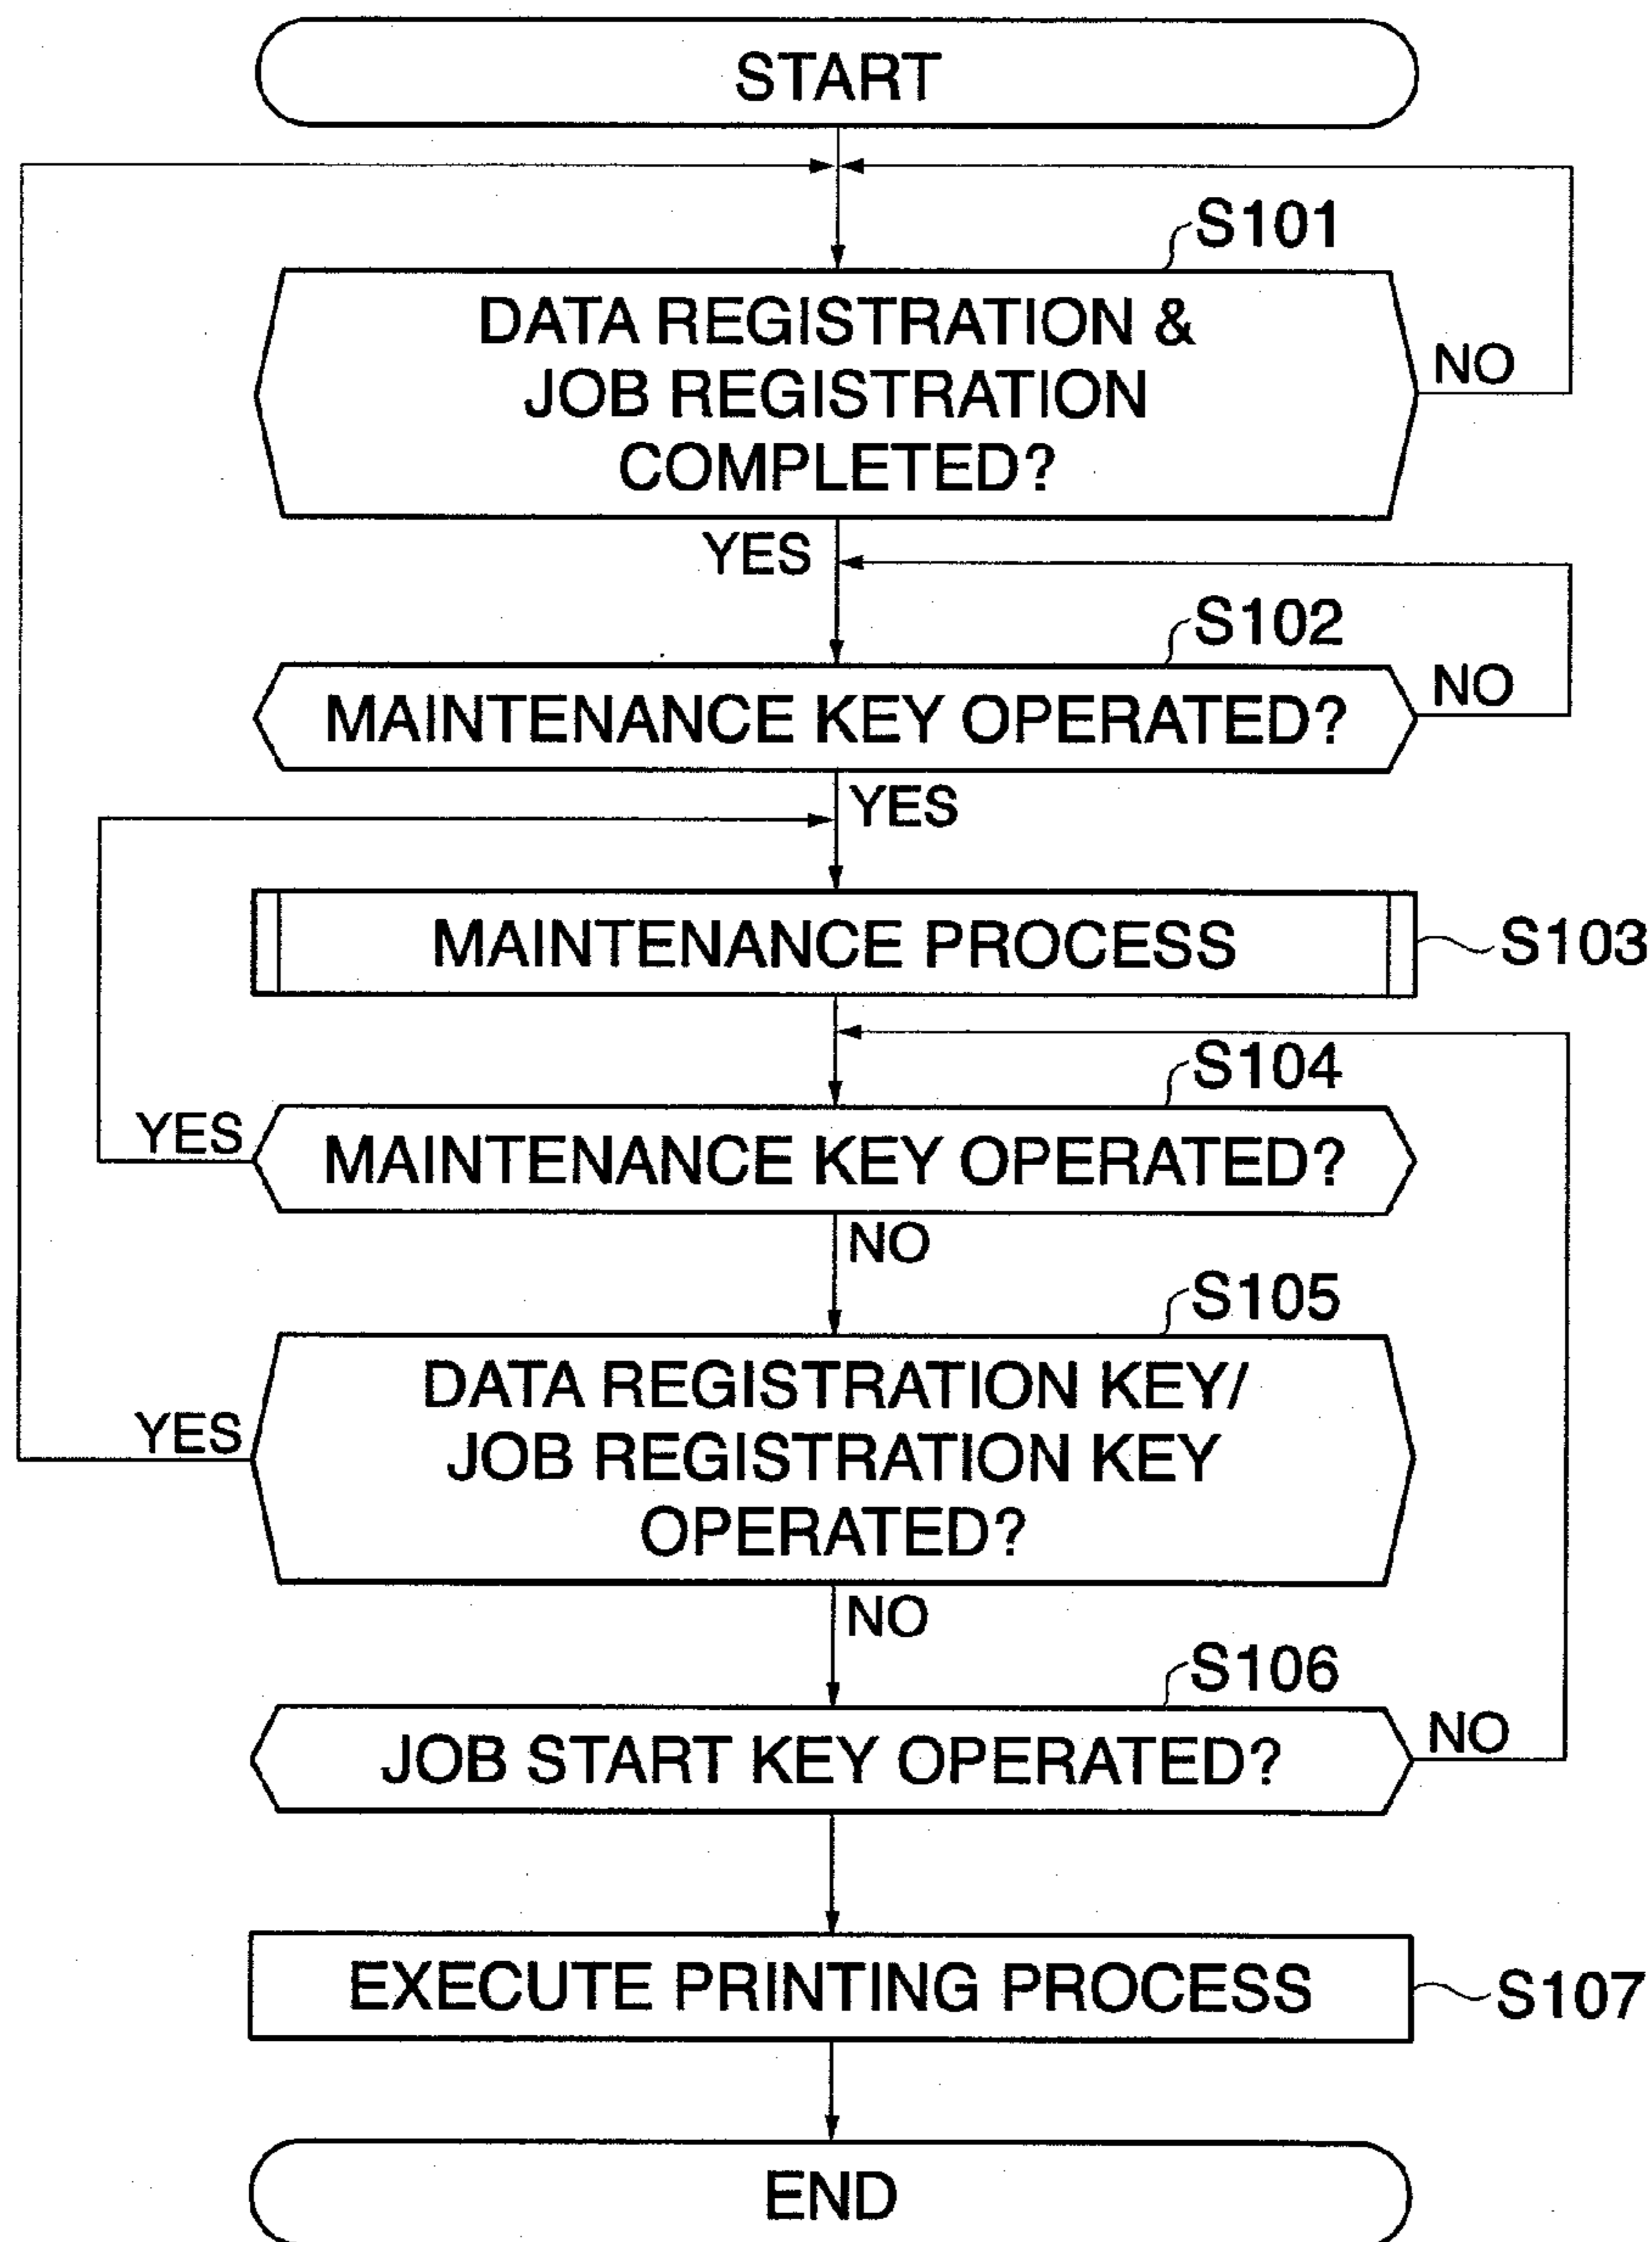 START
S101
DATA REGISTRATION &
JOB REGISTRATION
COMPLETED?
NO
YES
S102
MAINTENANCE KEY OPERATED?
NO
YES
MAINTENANCE PROCESS
S103
S104
YES
MAINTENANCE KEY OPERATED?
NO
S105
DATA REGISTRATION KEY/
JOB REGISTRATION KEY
OPERATED?
YES
NO
S106
JOB START KEY OPERATED?
NO
EXECUTE PRINTING PROCESS
S107
END